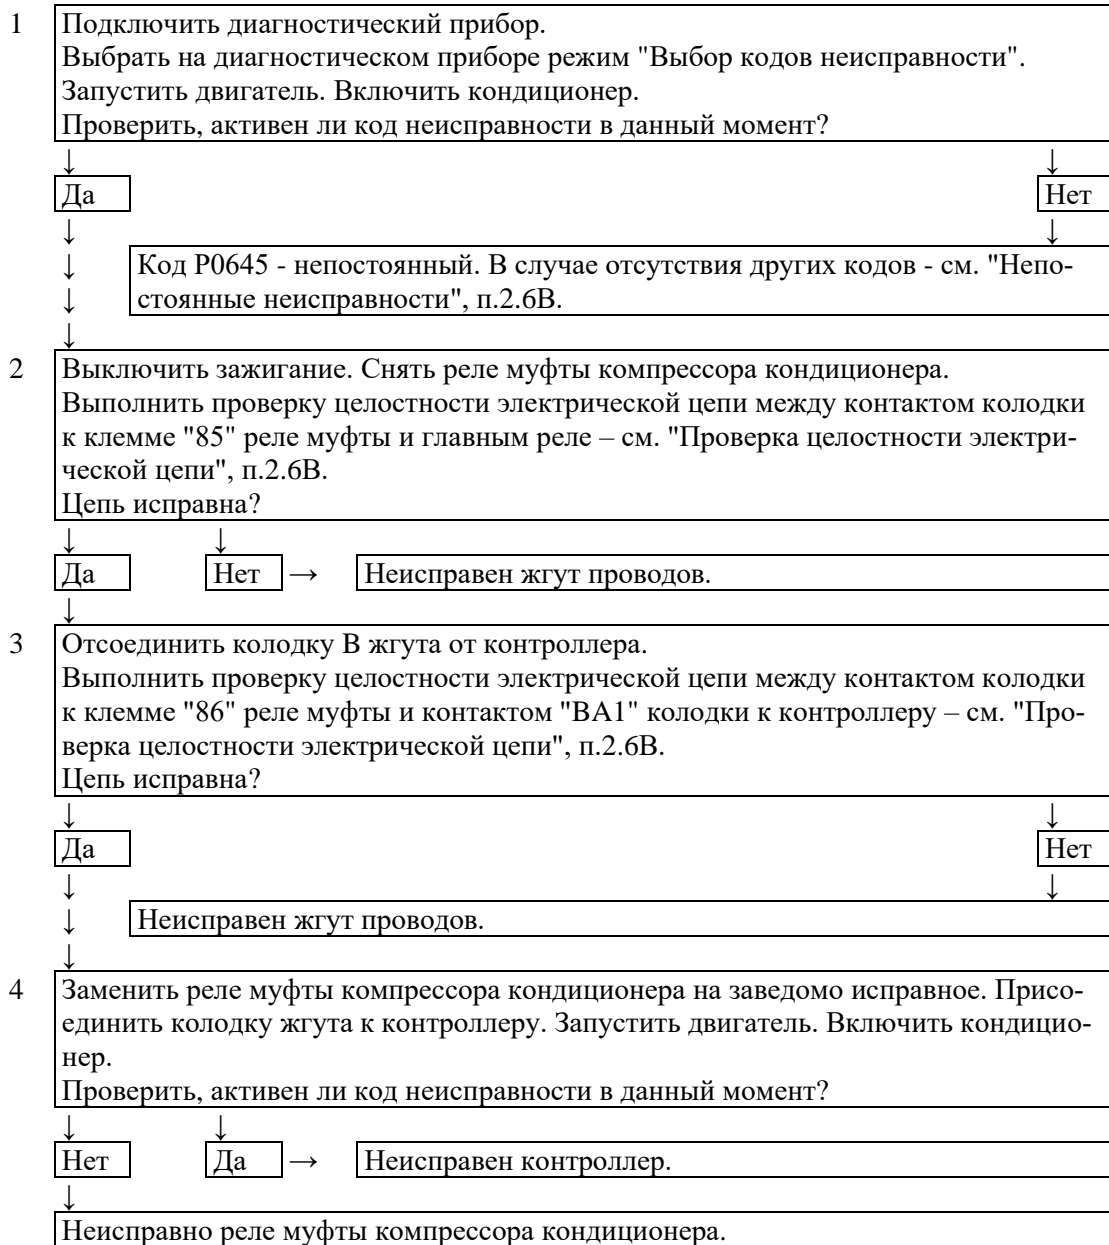 1 Подключить диагностический прибор.
Выбрать на диагностическом приборе режим "Выбор кодов неисправности".
Запустить двигатель. Включить кондиционер.
Проверить, активен ли код неисправности в данный момент?
↓ ↓
Да Нет
↓ ↓
↓ Код Р0645 - непостоянный. В случае отсутствия других кодов - см. "Непо-
↓ стоянные неисправности", п.2.6В.
↓
2 Выключить зажигание. Снять реле муфты компрессора кондиционера.
Выполнить проверку целостности электрической цепи между контактом колодки
к клемме "85" реле муфты и главным реле – см. "Проверка целостности электри-
ческой цепи", п.2.6В.
Цепь исправна?
↓ ↓
Да Нет → Неисправен жгут проводов.
↓
3 Отсоединить колодку В жгута от контроллера.
Выполнить проверку целостности электрической цепи между контактом колодки
к клемме "86" реле муфты и контактом "ВА1" колодки к контроллеру – см. "Про-
верка целостности электрической цепи", п.2.6В.
Цепь исправна?
↓ ↓
Да Нет
↓ ↓
↓ Неисправен жгут проводов.
↓
4 Заменить реле муфты компрессора кондиционера на заведомо исправное. Присо-
единить колодку жгута к контроллеру. Запустить двигатель. Включить кондицио-
нер.
Проверить, активен ли код неисправности в данный момент?
↓ ↓
Нет Да → Неисправен контроллер.
↓
Неисправно реле муфты компрессора кондиционера.